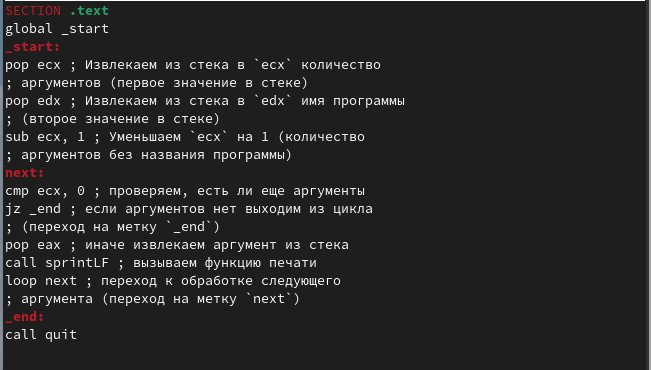 SECTION .text
global _start
_start:
pop ecx ; Извлекаем из стека в `ecx` количество
; аргументов (первое значение в стеке)
pop edx ; Извлекаем из стека в `edx` имя программы
; (второе значение в стеке)
sub ecx, 1 ; Уменьшаем `ecx` на 1 (количество
; аргументов без названия программы)
next:
cmp ecx, 0 ; проверяем, есть ли еще аргументы
jz _end ; если аргументов нет выходим из цикла
; (переход на метку `_end`)
pop eax ; иначе извлекаем аргумент из стека
call sprintLF ; вызываем функцию печати
loop next ; переход к обработке следующего
; аргумента (переход на метку `next`)
_end:
call quit